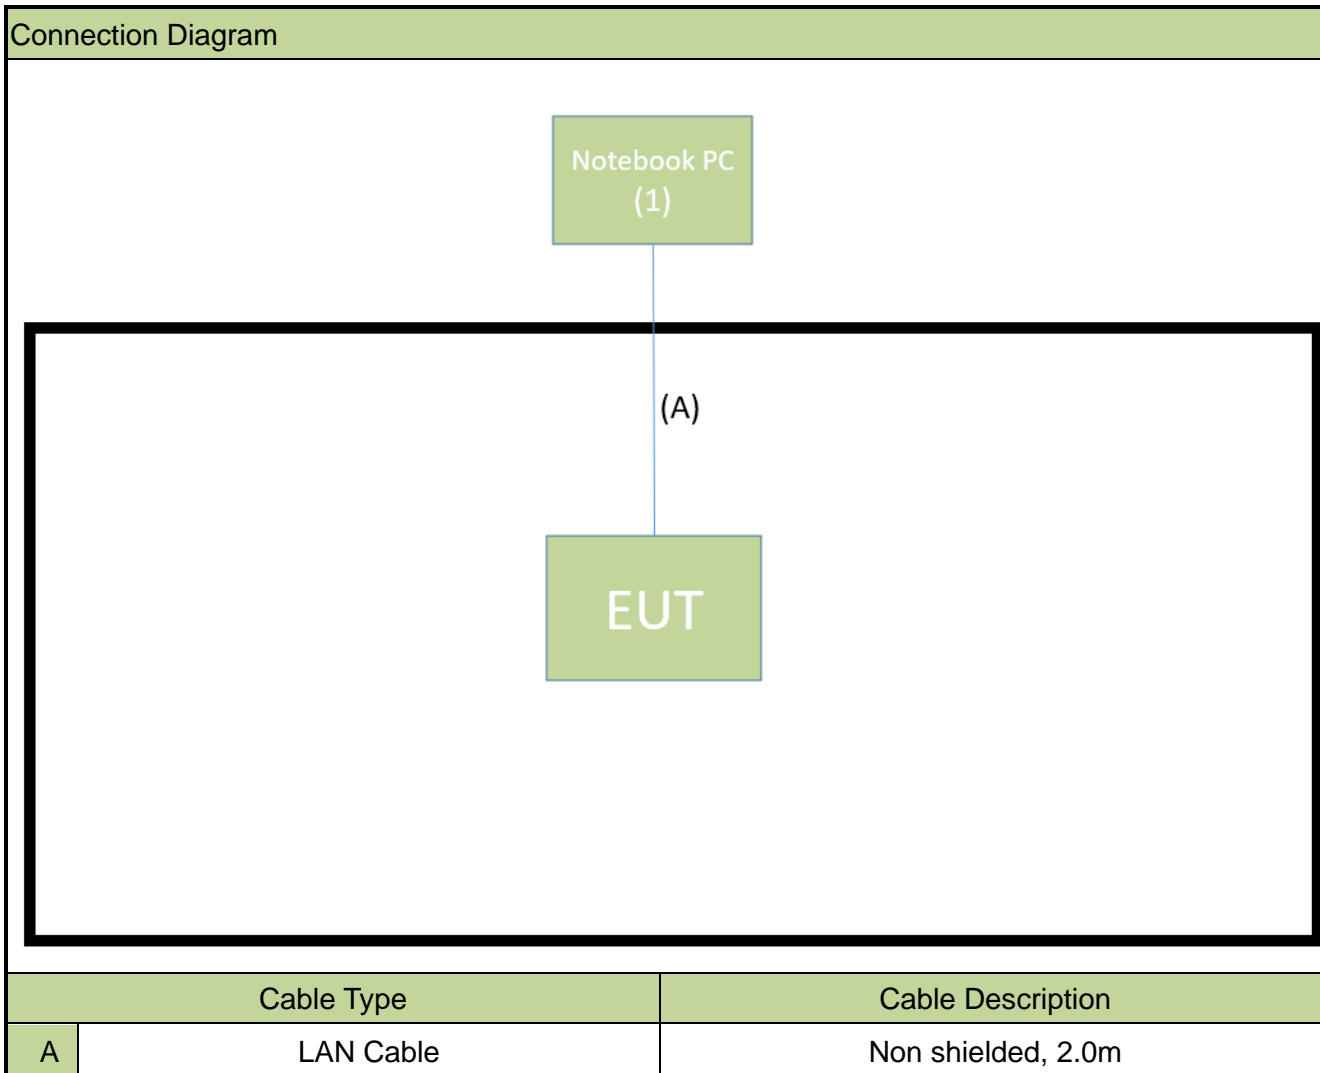 Connection Diagram
Notebook PC
(1)
(A)
EUT
Cable Type Cable Description
A LAN Cable Non shielded, 2.0m